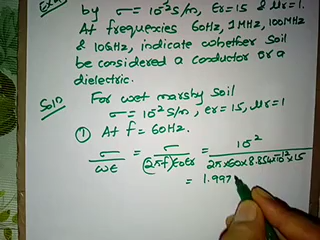 by σ = 10⁻²S/m, εr = 15 & μr = 1.
At frequencies 60Hz, 1MHz, 100MHz
& 10GHz, indicate whether soil
be considered a conductor or a
dielectric.
Soln For wet marshy soil
σ = 10⁻² S/m, εr = 15, μr = 1
① At f = 60Hz.
σ/ωε = σ/(2πf)ε₀εr = 10⁻²/2π×60×8.854×10⁻¹²×15
= 1.997